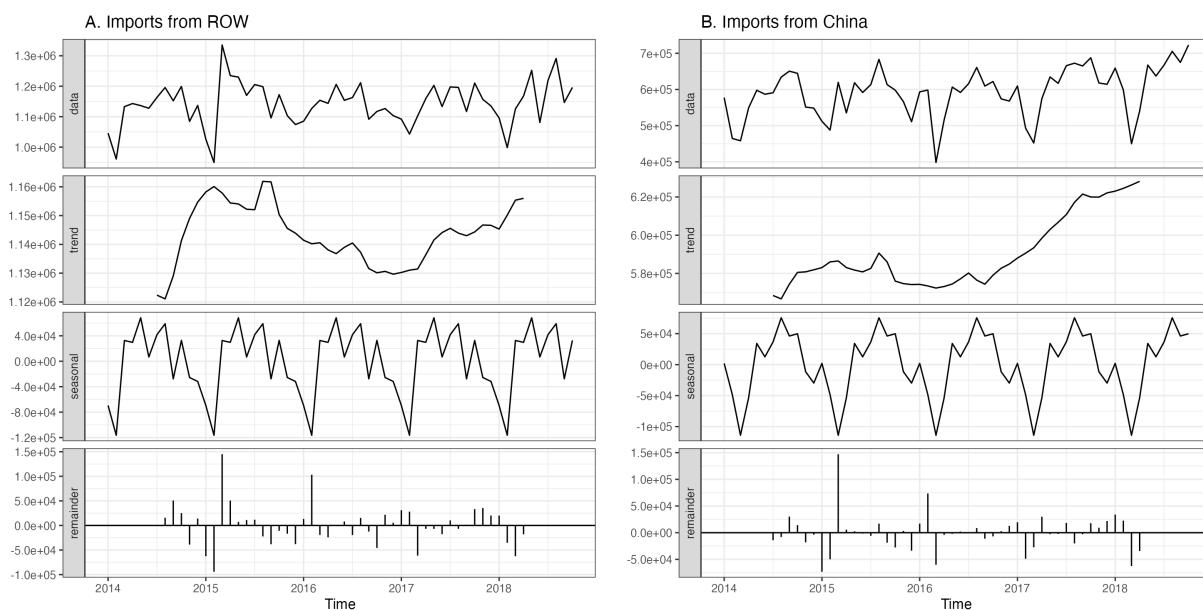 A. Imports from ROW
1.3e+06
1.2e+06
1.1e+06
1.0e+06
data
1.16e+06
1.15e+06
1.14e+06
1.13e+06
1.12e+06
trend
4.0e+04
0.0e+00
-4.0e+04
-8.0e+04
-1.2e+05
seasonal
1.5e+05
1.0e+05
5.0e+04
0.0e+00
-5.0e+04
-1.0e+05
remainder
2014 2015 2016 2017 2018
Time
B. Imports from China
7e+05
6e+05
5e+05
4e+05
data
6.2e+05
6.0e+05
5.8e+05
trend
5e+04
0e+00
-5e+04
-1e+05
seasonal
1.5e+05
1.0e+05
5.0e+04
0.0e+00
-5.0e+04
remainder
2014 2015 2016 2017 2018
Time